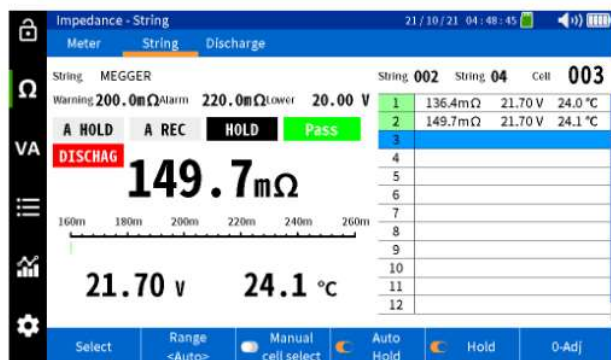 Impedance - String 21/10/21 04:48:45
Meter String Discharge
String MEGGER
String 002 String 04 Cell 003
Warning 200.0mΩ Alarm 220.0mΩ Lower 20.00 V
A HOLD A REC HOLD Pass
DISCHAG
149.7mΩ
160m 180m 200m 220m 240m 260m
21.70 V 24.1 °C
1 136.4mΩ 21.70 V 24.0 °C
2 149.7mΩ 21.70 V 24.1 °C
3
4
5
6
7
8
9
10
11
12
Ω
VA
Select
Range
<Auto>
Manual
cell select
Auto
Hold
Hold
0-Adj